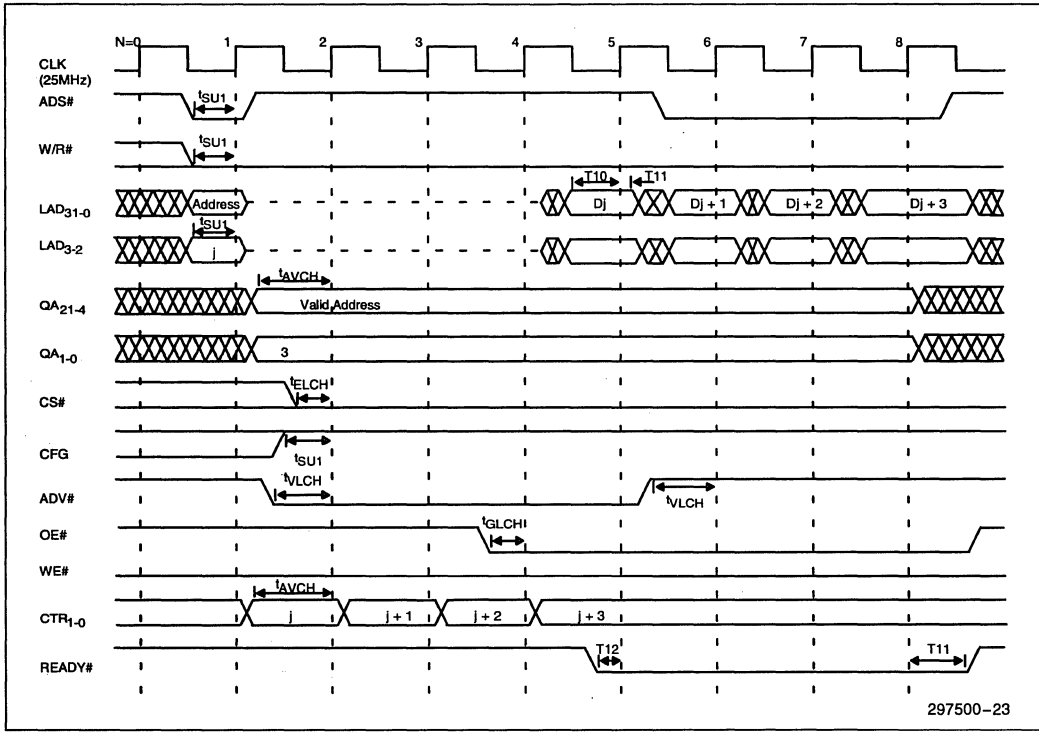 N=0 1 2 3 4 5 6 7 8
CLK
(25MHz)
ADS#
tSU1
W/R#
tSU1
T10 T11
LAD31-0
Address Dj Dj + 1 Dj + 2 Dj + 3
tSU1
LAD3-2
j
tAVCH
QA21-4
Valid Address
QA1-0
3
tELCH
CS#
CFG
tSU1
tVLCH
ADV#
tVLCH
tGLCH
OE#
WE#
tAVCH
CTR1-0
j j + 1 j + 2 j + 3
READY#
T12 T11
297500-23